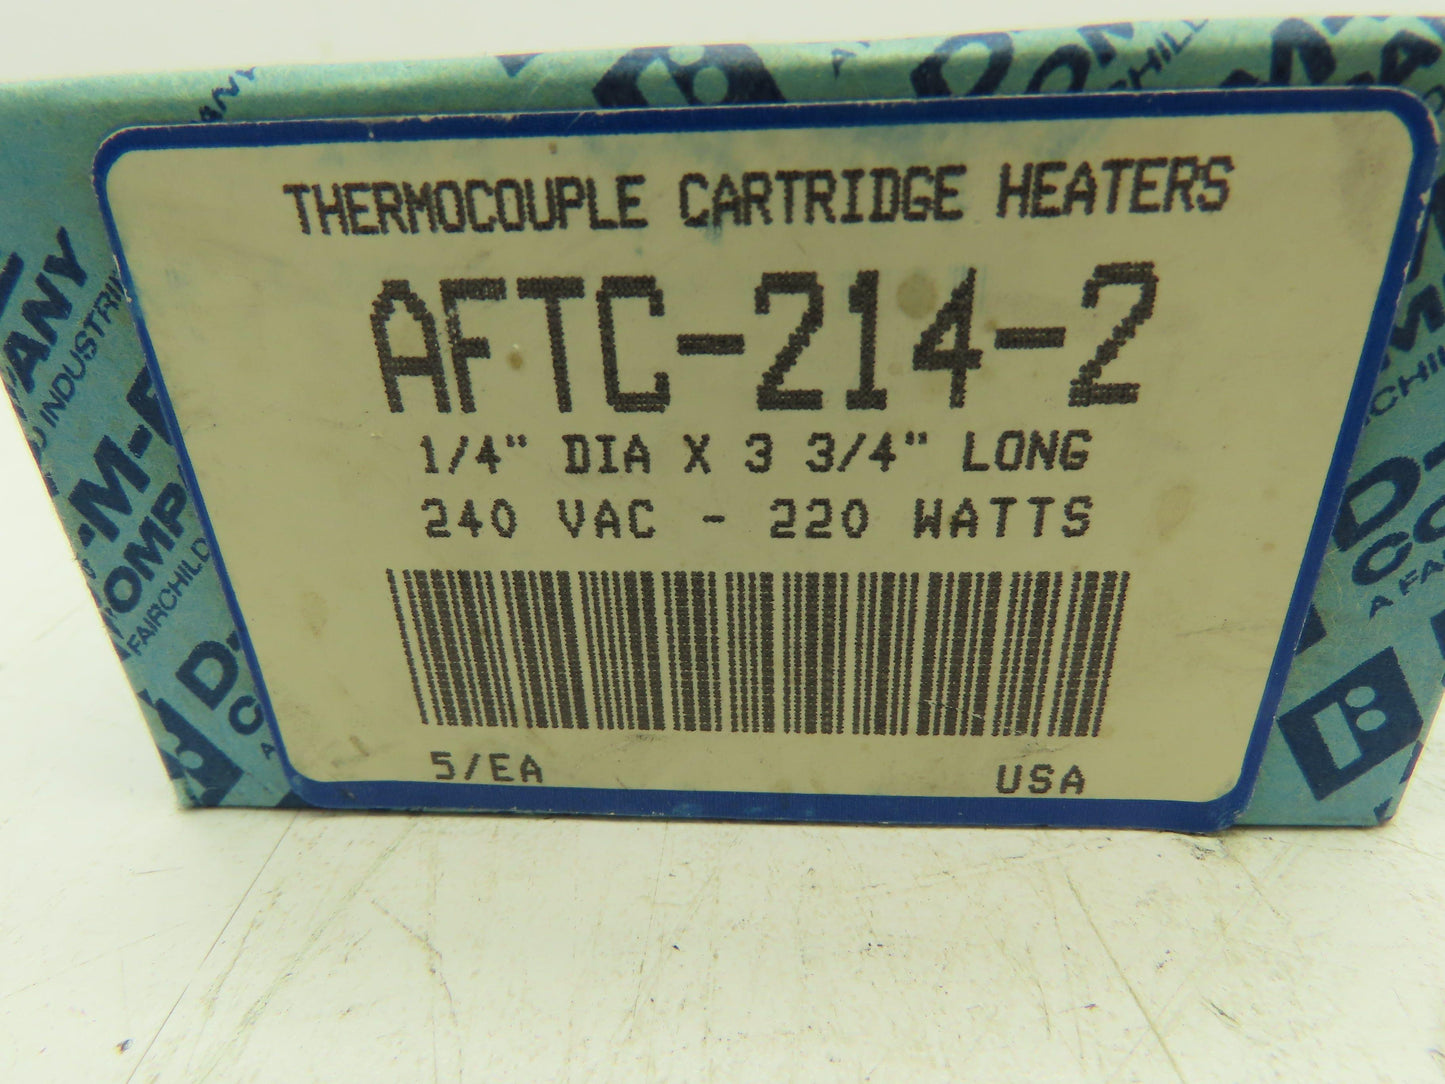 THERMOCOUPLE CARTRIDGE HEATERS
AFTC-214-2
1/4" DIA X 3 3/4" LONG
240 VAC - 220 WATTS
5/EA
USA